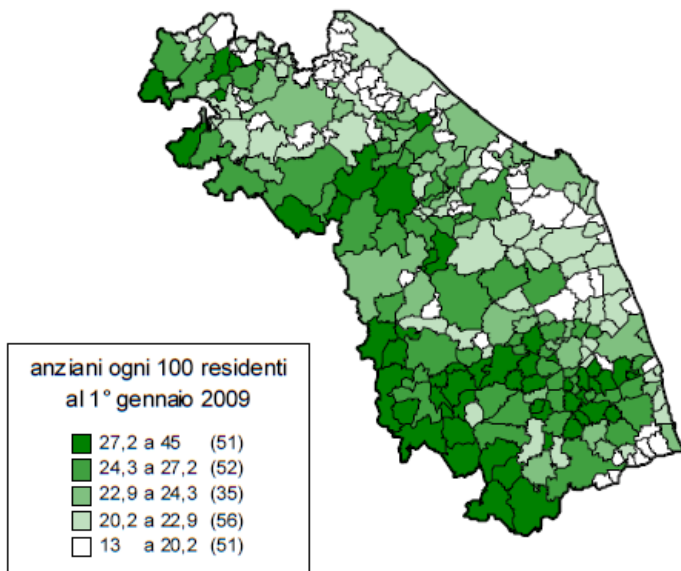 anziani ogni 100 residenti
al 1° gennaio 2009
27,2 a 45 (51)
24,3 a 27,2 (52)
22,9 a 24,3 (35)
20,2 a 22,9 (56)
13 a 20,2 (51)